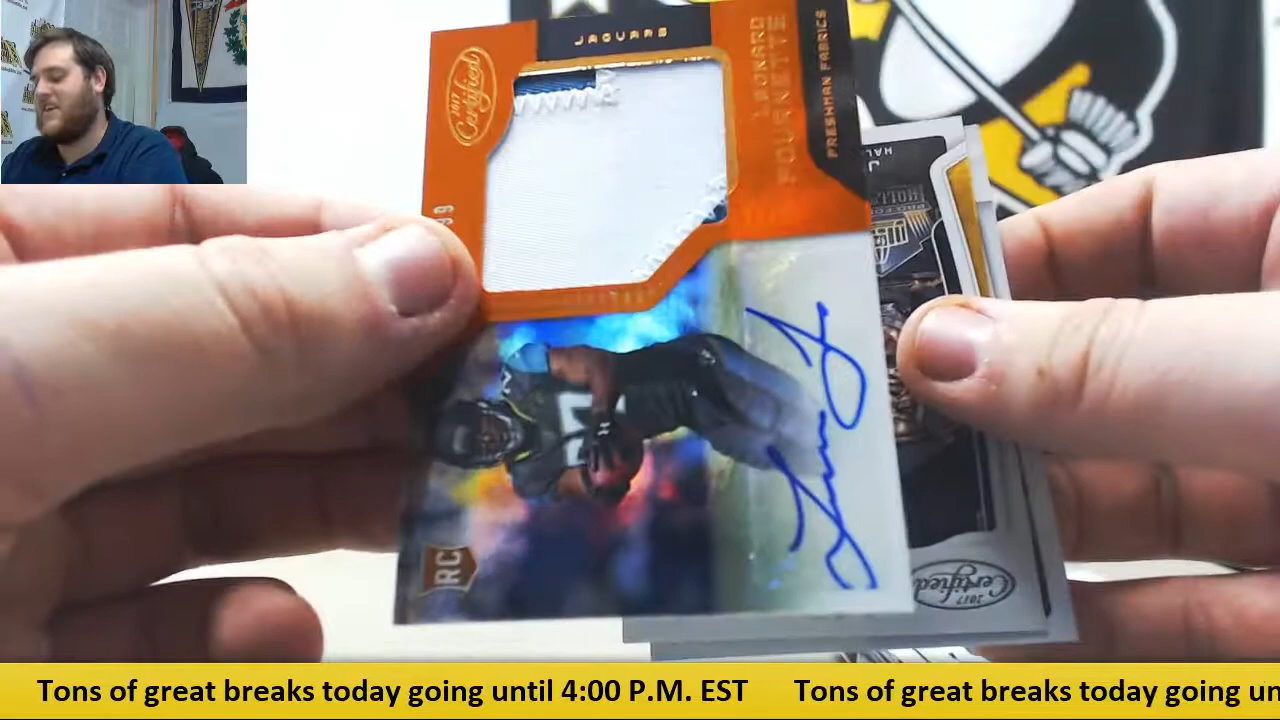 JAGUARS
2017
Certified
LEONARD
FOURNETTE
FRESHMAN FABRICS
99
RC
2017
Certified
Tons of great breaks today going until 4:00 P.M. EST Tons of great breaks today going un